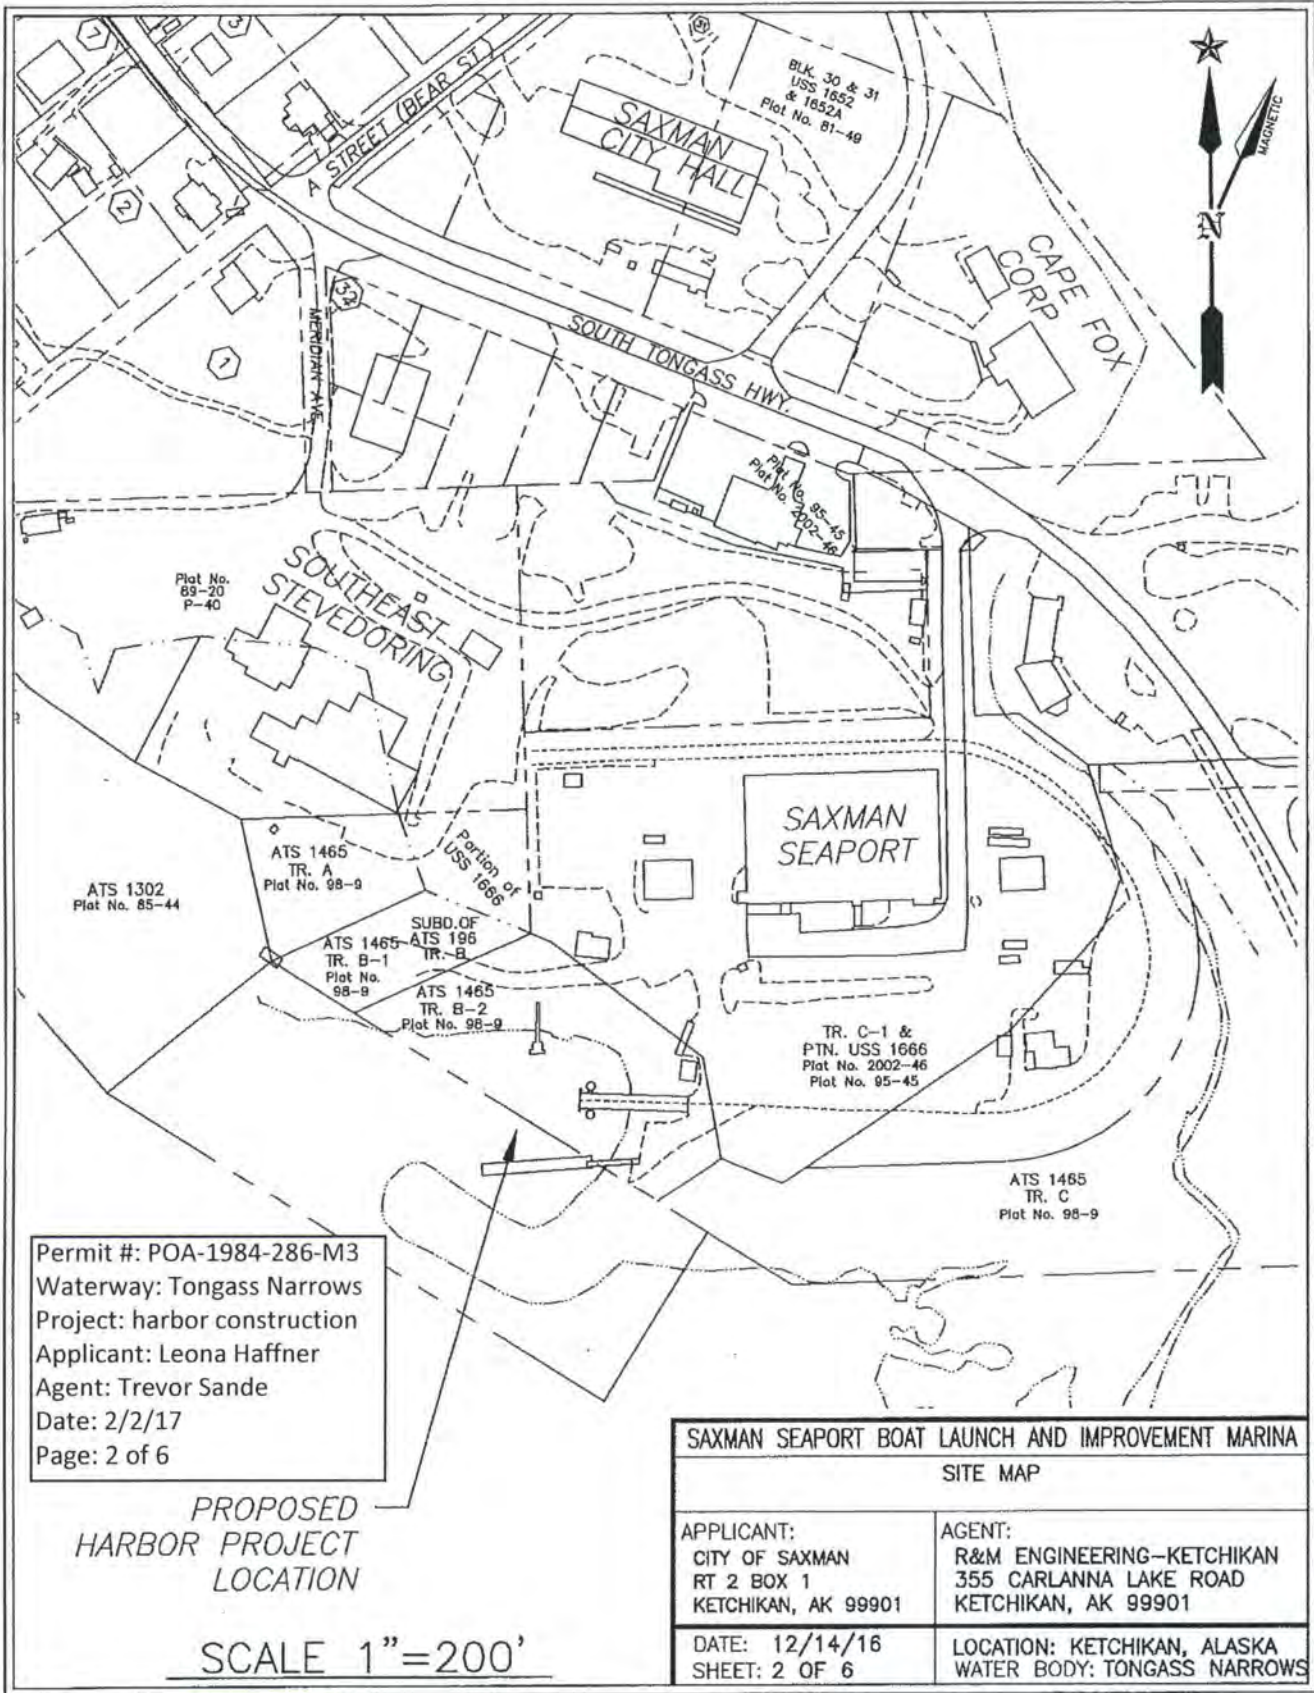 7
3
31
BLK. 30 & 31
USS 1652
& 1652A
Plat No. 81-49
MAGNETIC
N
A STREET (BEAR ST)
SAXMAN
CITY HALL
2
CAPE FOX
CORP
34
MERIDIAN AVE
1
SOUTH TONGASS HWY.
Plat No. 95-45
Plat No. 2002-46
Plat No.
89-20
P-40
SOUTHEAST
STEVEDORING
SAXMAN
SEAPORT
Portion of
USS 1666
ATS 1465
TR. A
Plat No. 98-9
ATS 1302
Plat No. 85-44
SUBD.OF
ATS 196
TR. B
ATS 1465
TR. B-1
Plat No.
98-9
ATS 1465
TR. B-2
Plat No. 98-9
TR. C-1 &
PTN. USS 1666
Plat No. 2002-46
Plat No. 95-45
ATS 1465
TR. C
Plat No. 98-9
Permit #: POA-1984-286-M3
Waterway: Tongass Narrows
Project: harbor construction
Applicant: Leona Haffner
Agent: Trevor Sande
Date: 2/2/17
Page: 2 of 6
PROPOSED
HARBOR PROJECT
LOCATION
SCALE 1"=200'
SAXMAN SEAPORT BOAT LAUNCH AND IMPROVEMENT MARINA
SITE MAP
APPLICANT:
CITY OF SAXMAN
RT 2 BOX 1
KETCHIKAN, AK 99901
AGENT:
R&M ENGINEERING-KETCHIKAN
355 CARLANNA LAKE ROAD
KETCHIKAN, AK 99901
DATE: 12/14/16
SHEET: 2 OF 6
LOCATION: KETCHIKAN, ALASKA
WATER BODY: TONGASS NARROWS